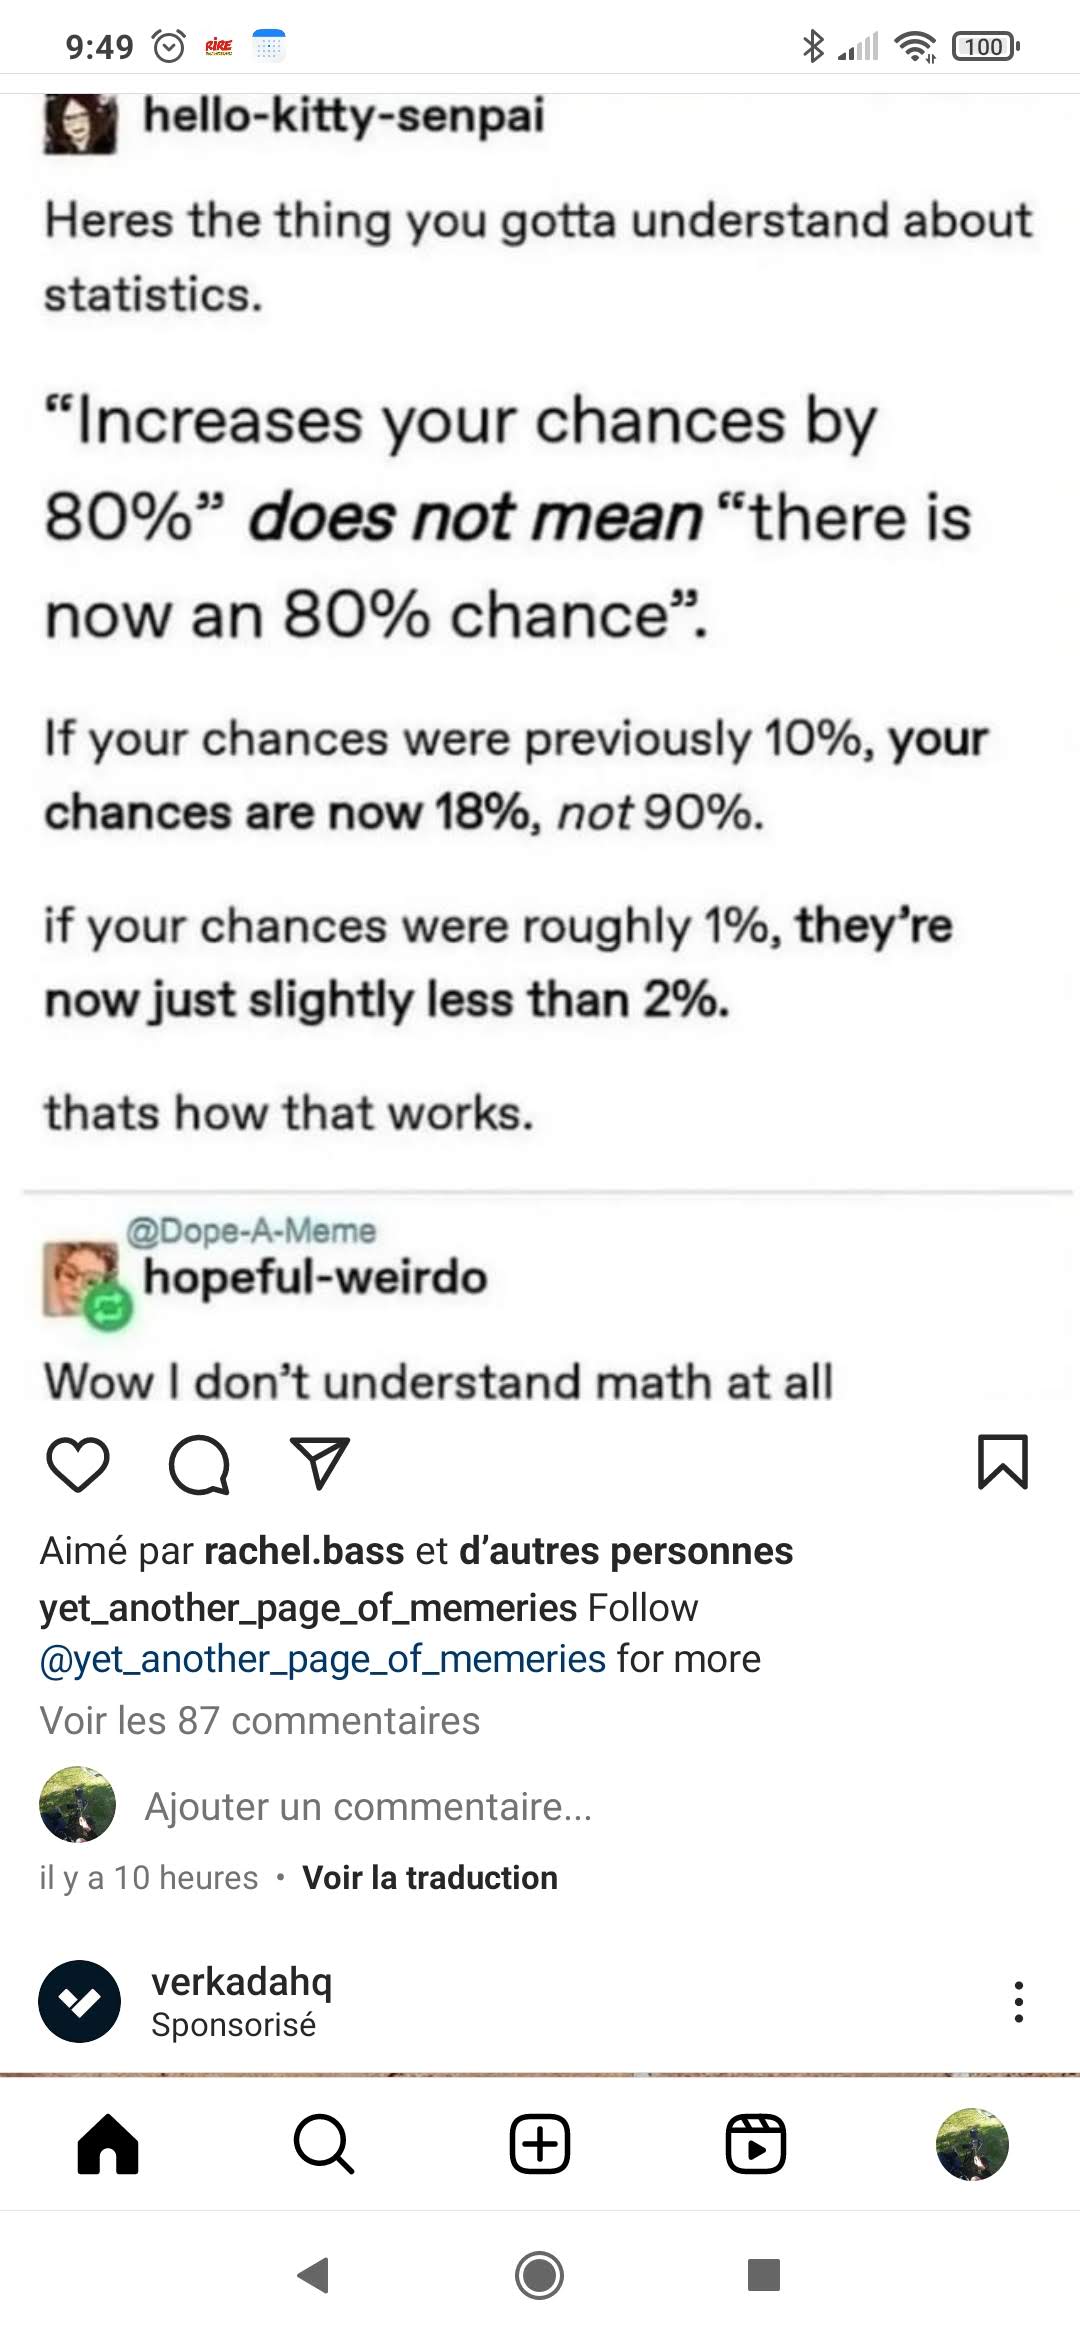 9:49 RiRE 100
hello-kitty-senpai
Heres the thing you gotta understand about
statistics.
“Increases your chances by
80%” does not mean “there is
now an 80% chance”.
If your chances were previously 10%, your
chances are now 18%, not 90%.
if your chances were roughly 1%, they’re
now just slightly less than 2%.
thats how that works.
@Dope-A-Meme
hopeful-weirdo
Wow I don’t understand math at all
Aimé par rachel.bass et d’autres personnes
yet_another_page_of_memeries Follow
@yet_another_page_of_memeries for more
Voir les 87 commentaires
Ajouter un commentaire...
il y a 10 heures • Voir la traduction
verkadahq
Sponsorisé